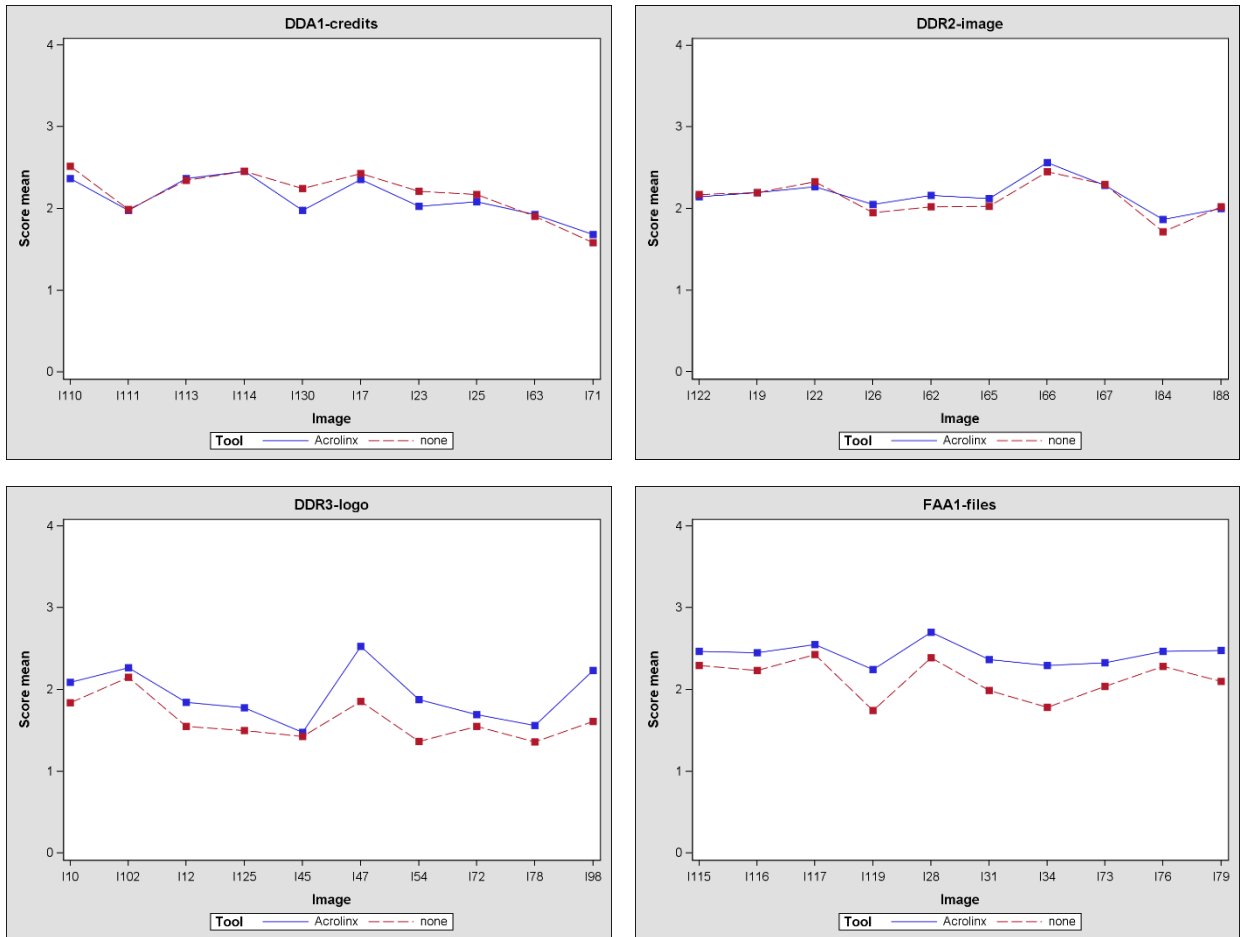 DDA1-credits
Score mean
4
3
2
1
0
I110 I111 I113 I114 I130 I17 I23 I25 I63 I71
Image
Tool Acrolinx none
DDR2-image
Score mean
4
3
2
1
0
I122 I19 I22 I26 I62 I65 I66 I67 I84 I88
Image
Tool Acrolinx none
DDR3-logo
Score mean
4
3
2
1
0
I10 I102 I12 I125 I45 I47 I54 I72 I78 I98
Image
Tool Acrolinx none
FAA1-files
Score mean
4
3
2
1
0
I115 I116 I117 I119 I28 I31 I34 I73 I76 I79
Image
Tool Acrolinx none